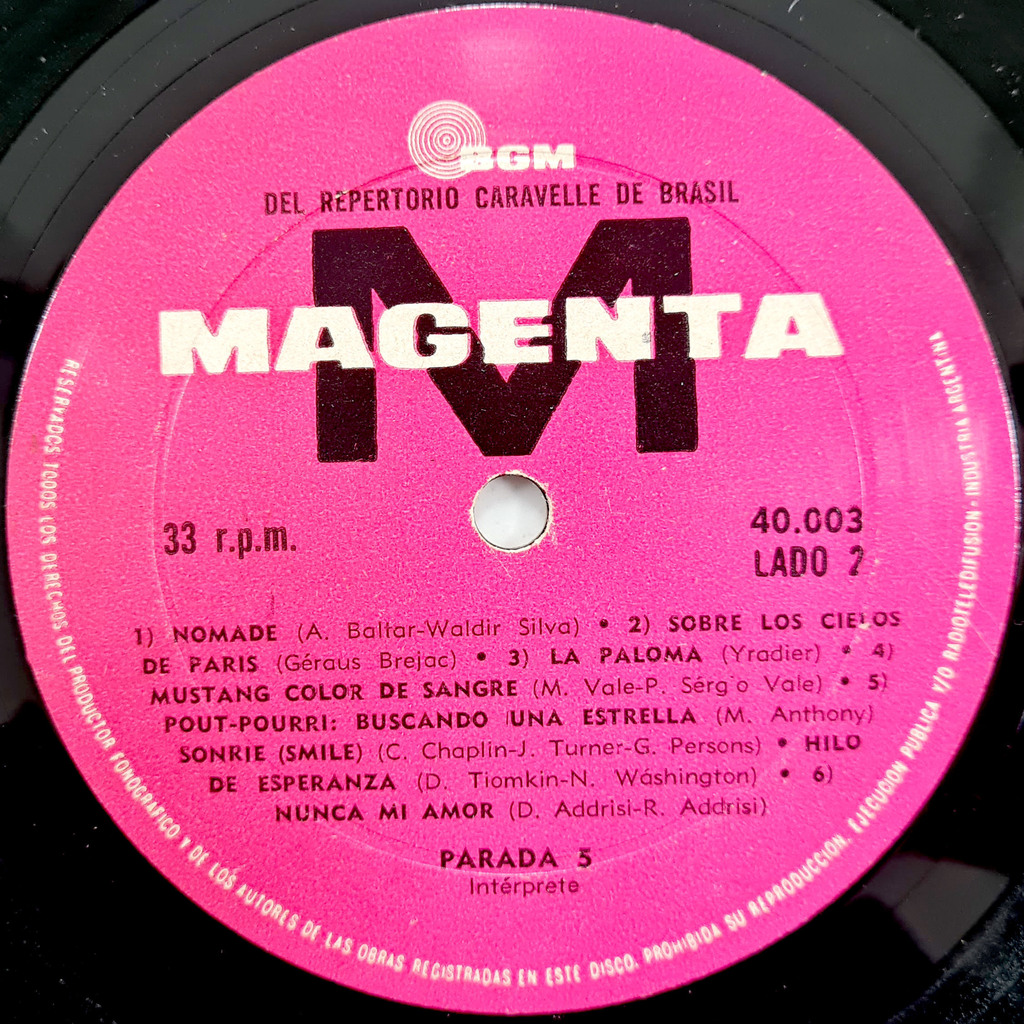 BGM
DEL REPERTORIO CARAVELLE DE BRASIL
M
MAGENTA
33 r.p.m.
40.003
LADO 2
1) NOMADE (A. Baltar-Waldir Silva) • 2) SOBRE LOS CIELOS
DE PARIS (Géraus Brejac) • 3) LA PALOMA (Yradier) • 4)
MUSTANG COLOR DE SANGRE (M. Vale-P. Sérgio Vale) • 5)
POUT-POURRI: BUSCANDO UNA ESTRELLA (M. Anthony)
SONRIE (SMILE) (C. Chaplin-J. Turner-G. Persons) • HILO
DE ESPERANZA (D. Tiomkin-N. Wáshington) • 6)
NUNCA MI AMOR (D. Addrisi-R. Addrisi)
PARADA 5
Intérprete
RESERVADOS TODOS LOS DERECHOS DEL PRODUCTOR FONOGRAFICO Y DE LOS AUTORES DE LAS OBRAS REGISTRADAS EN ESTE DISCO. PROHIBIDA SU REPRODUCCION, EJECUCION PUBLICA Y/O RADIOTELEDIFUSION - INDUSTRIA ARGENTINA